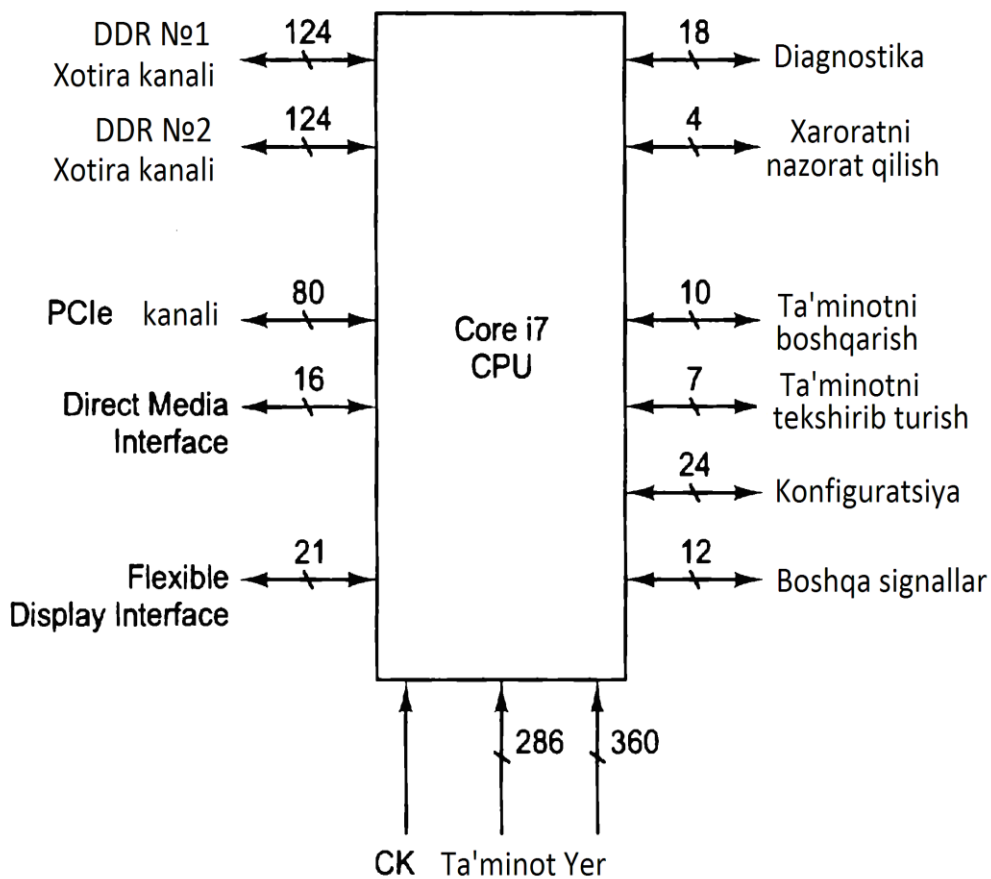 DDR №1
Xotira kanali
124
DDR №2
Xotira kanali
124
PCIe kanali
80
Direct Media
Interface
16
Flexible
Display Interface
21
Core i7
CPU
18
Diagnostika
4
Xaroratni
nazorat qilish
10
Ta'minotni
boshqarish
7
Ta'minotni
tekshirib turish
24
Konfiguratsiya
12
Boshqa signallar
286
360
CK Ta'minot Yer